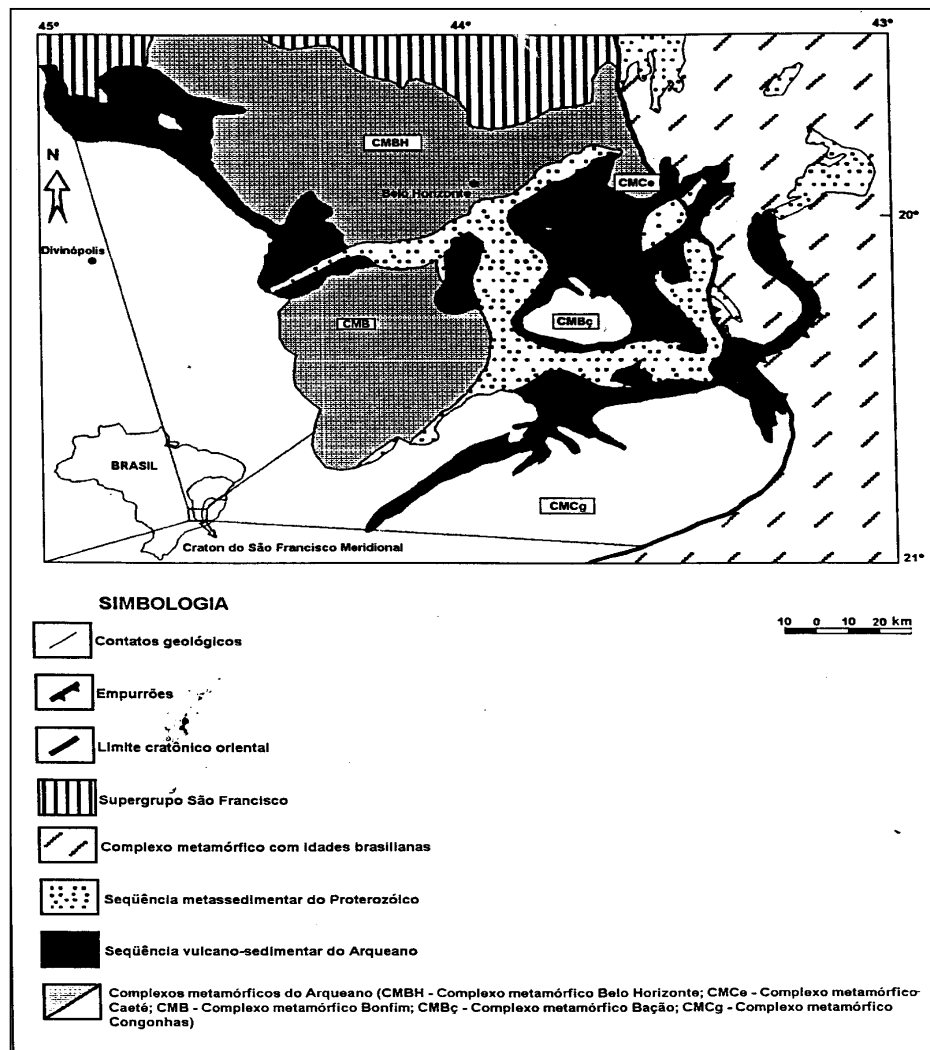 45°
44°
43°
CMBH
N
CMCe
Belo Horizonte
20°
Divinópolis
CMB
CMBç
BRASIL
CMCg
Craton do São Francisco Meridional
21°
SIMBOLOGIA
10 0 10 20 km
Contatos geológicos
Empurrões
Limite cratônico oriental
Supergrupo São Francisco
Complexo metamórfico com idades brasilianas
Seqüência metassedimentar do Proterozóico
Seqüência vulcano-sedimentar do Arqueano
Complexos metamórficos do Arqueano (CMBH - Complexo metamórfico Belo Horizonte; CMCe - Complexo metamórfico
Caeté; CMB - Complexo metamórfico Bonfim; CMBç - Complexo metamórfico Bação; CMCg - Complexo metamórfico
Congonhas)